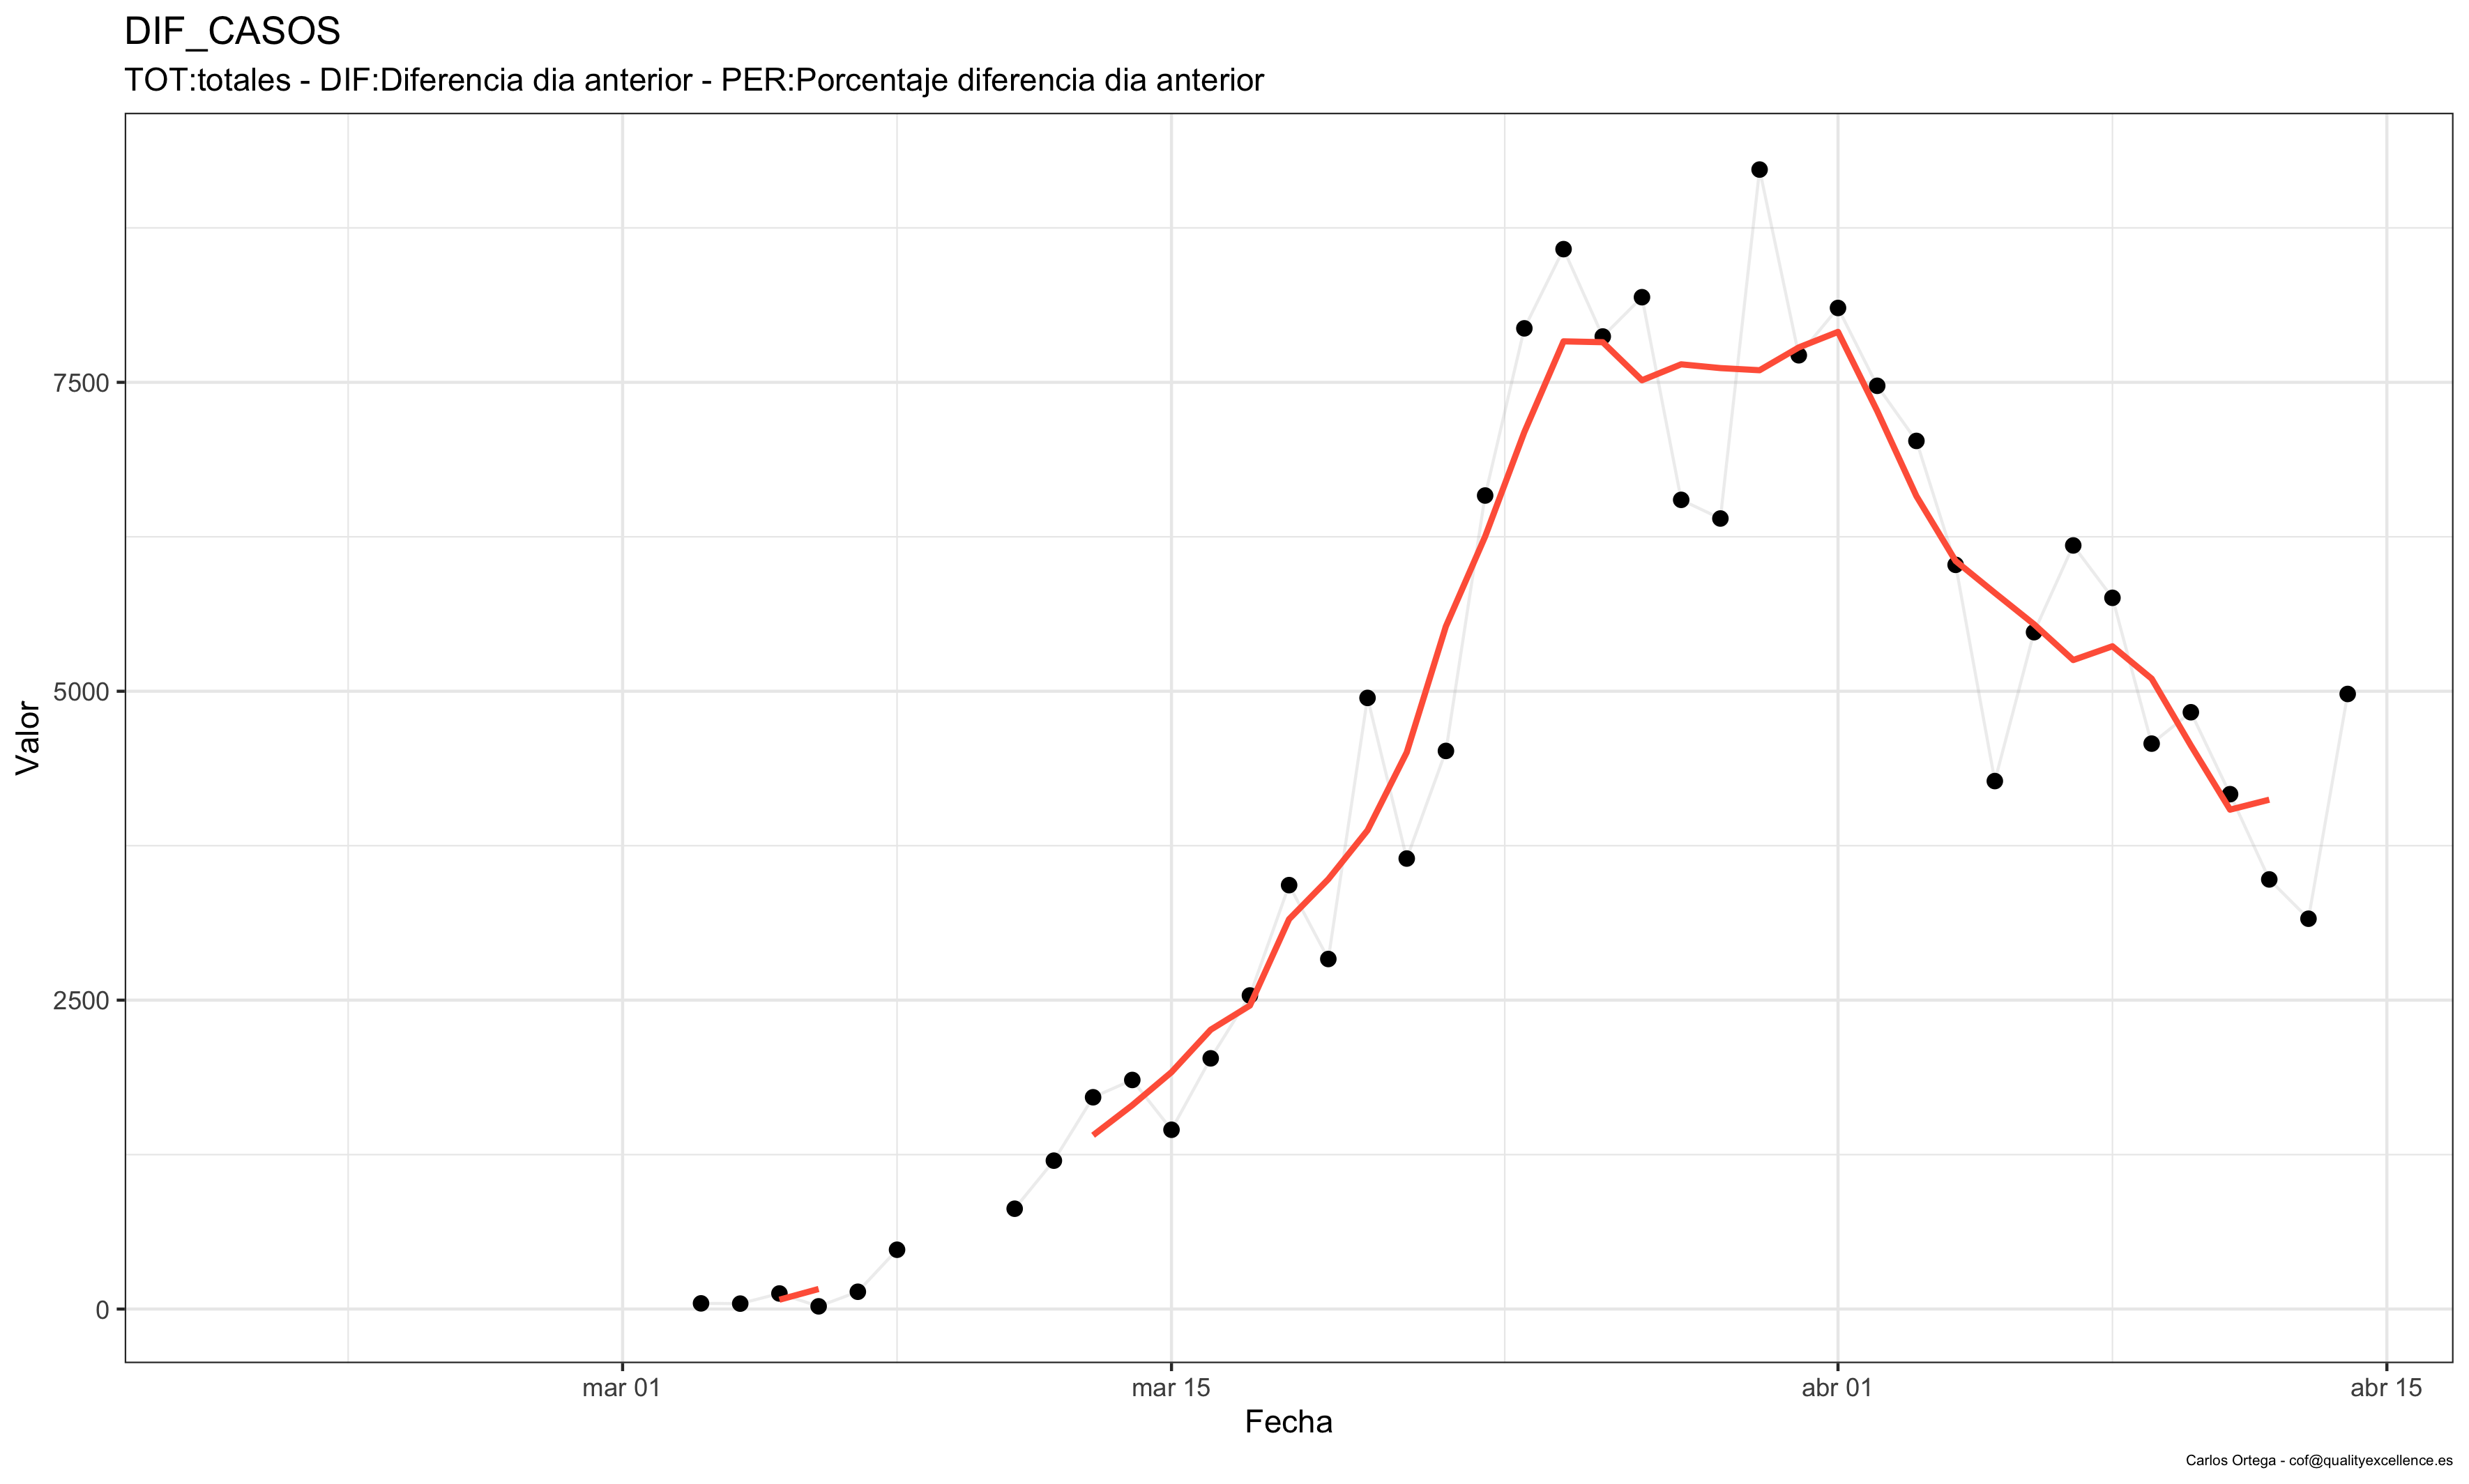 DIF_CASOS
TOT:totales - DIF:Diferencia dia anterior - PER:Porcentaje diferencia dia anterior
Valor
7500
5000
2500
0
mar 01
mar 15
abr 01
abr 15
Fecha
Carlos Ortega - cof@qualityexcellence.es